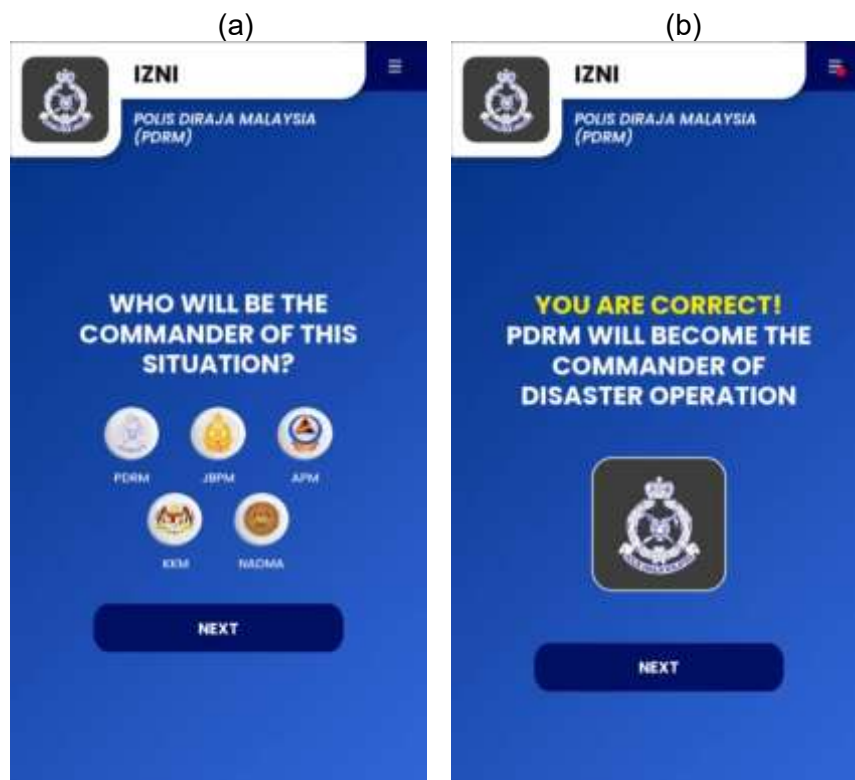 (a)
IZNI
POLIS DIRAJA MALAYSIA
(PDRM)
WHO WILL BE THE
COMMANDER OF THIS
SITUATION?
PDRM JBPM APM
KKM NADMA
NEXT
(b)
IZNI
POLIS DIRAJA MALAYSIA
(PDRM)
YOU ARE CORRECT!
PDRM WILL BECOME THE
COMMANDER OF
DISASTER OPERATION
NEXT